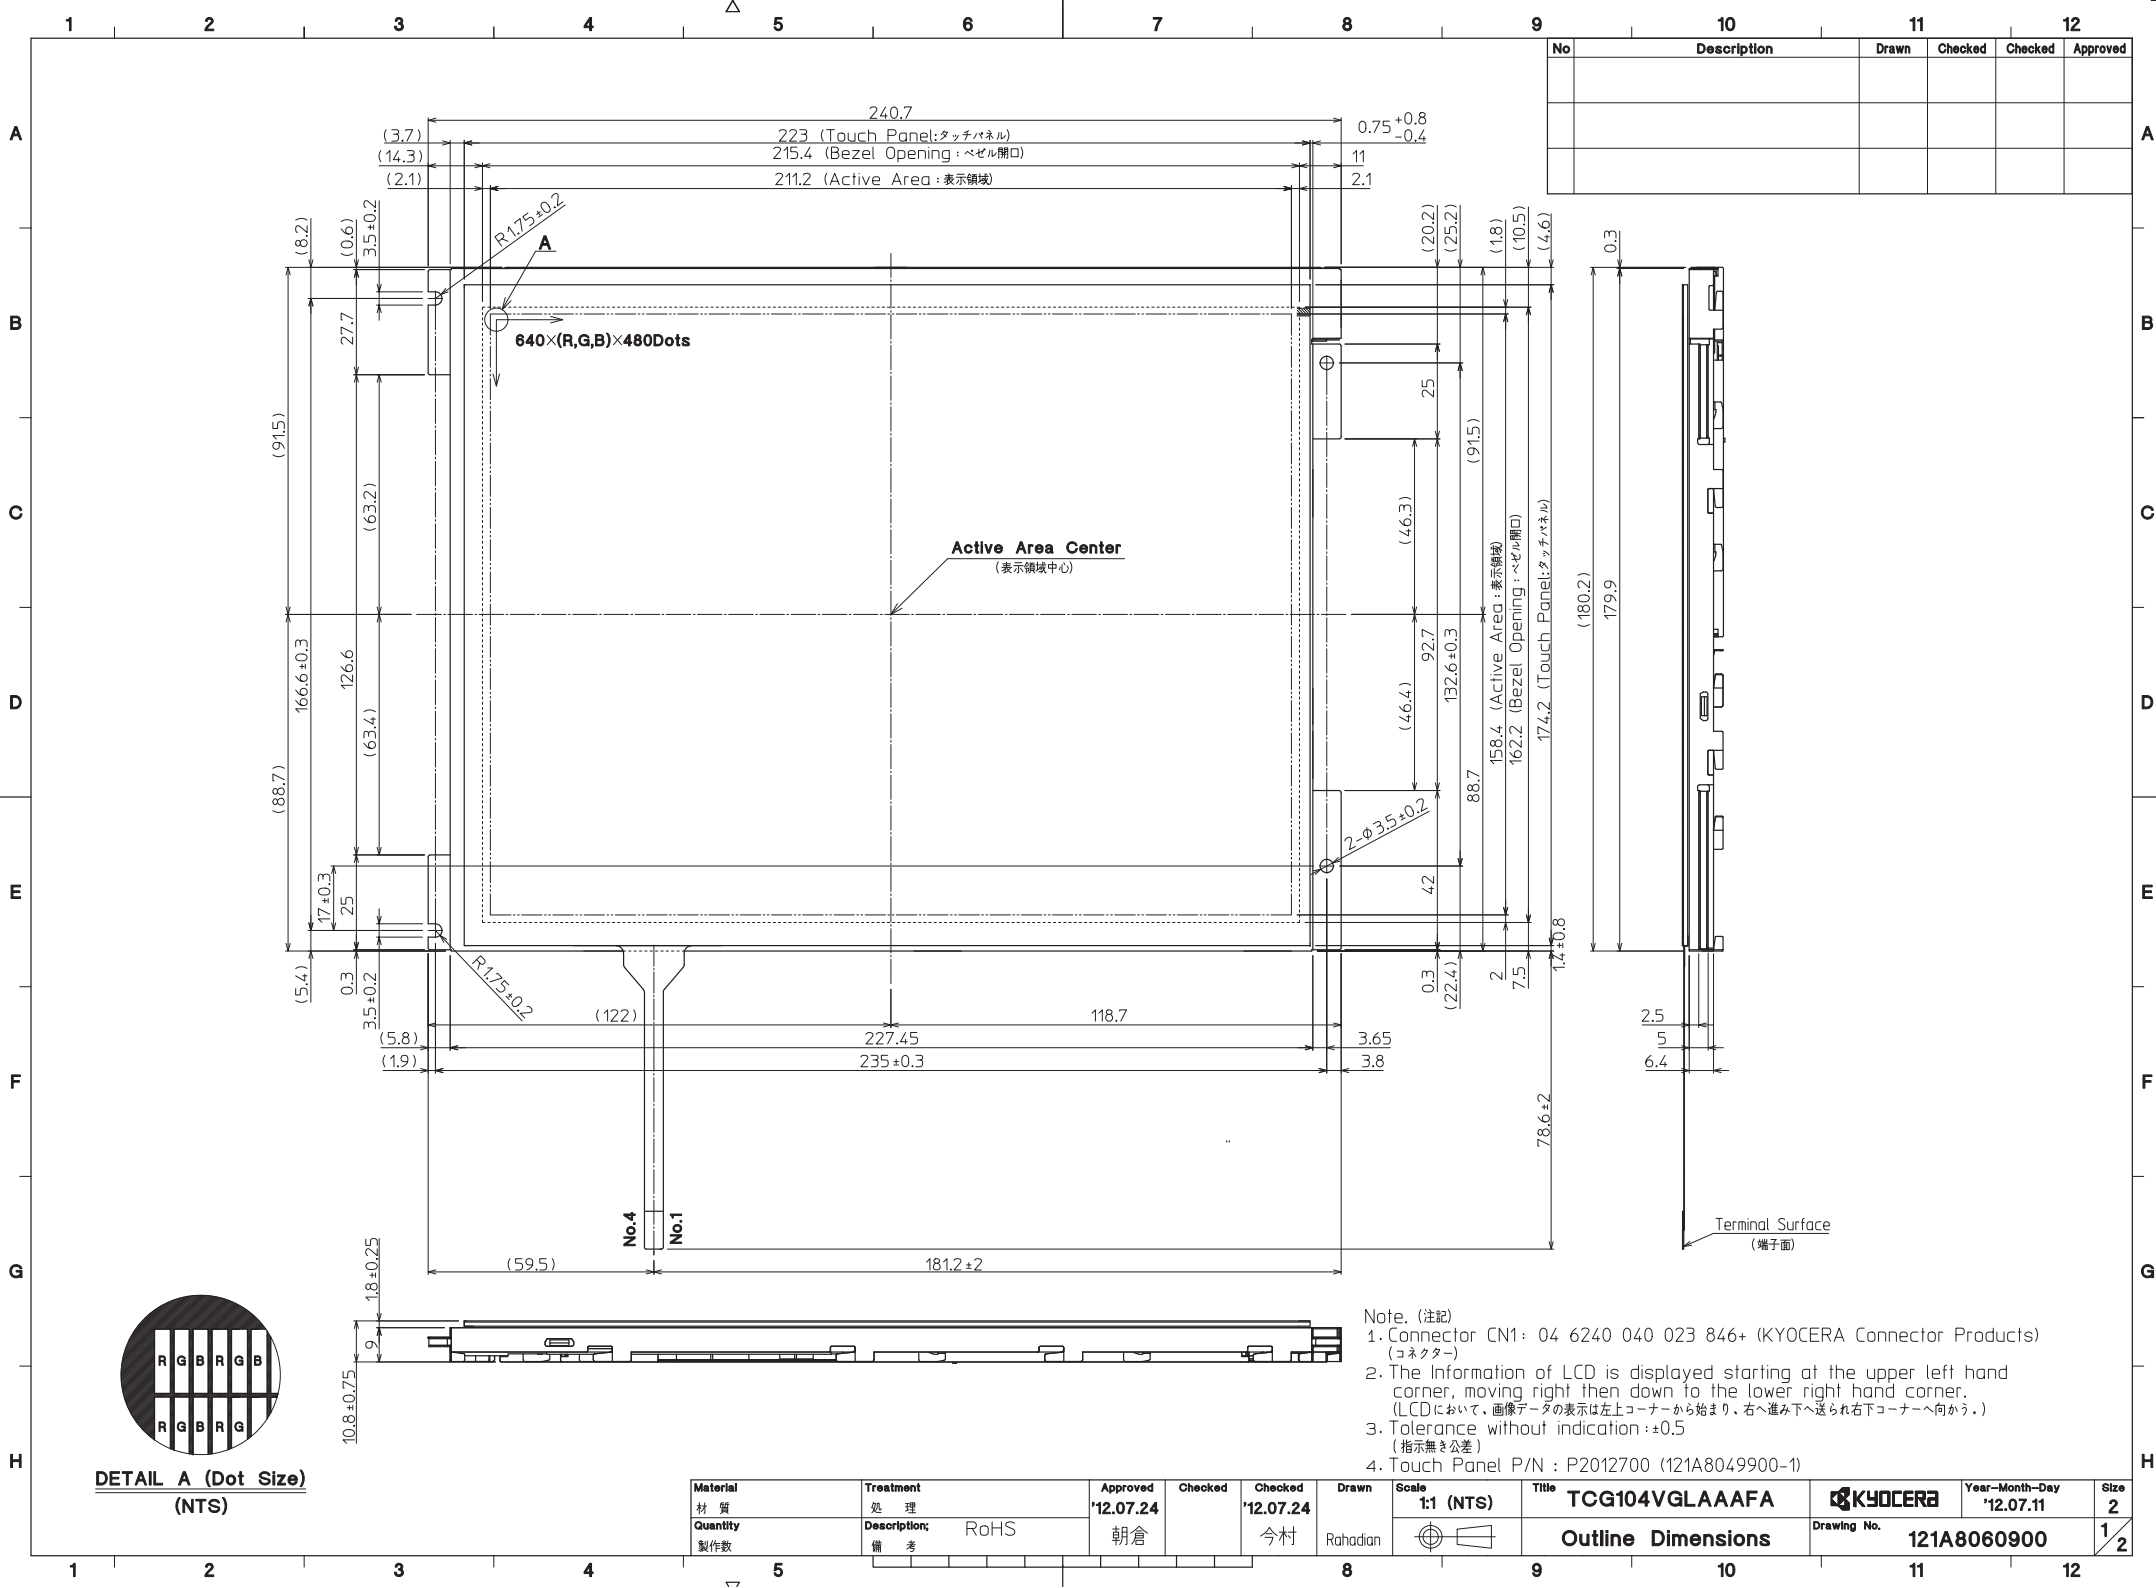 1 2 3 4 5 6 7 8 9 10 11 12
No Description Drawn Checked Checked Approved
A
B
C
D
E
F
G
H
A
B
C
D
E
F
G
H
240.7
(3.7) 223 (Touch Panel:タッチパネル) 0.75 +0.8 -0.4
(14.3) 215.4 (Bezel Opening:ベゼル開口) 11
(2.1) 211.2 (Active Area:表示領域) 2.1
R1.75±0.2
A
640×(R,G,B)×480Dots
(8.2)
(0.6)
3.5±0.2
27.7
(91.5)
(63.2)
166.6±0.3
126.6
(63.4)
(88.7)
17±0.3
25
(5.4)
0.3
3.5±0.2
R1.75±0.2
Active Area Center
(表示領域中心)
(20.2)
(25.2)
(1.8)
(10.5)
(4.6)
25
(91.5)
(46.3)
92.7
132.6±0.3
(46.4)
88.7
158.4 (Active Area:表示領域)
162.2 (Bezel Opening:ベゼル開口)
174.2 (Touch Panel:タッチパネル)
2-φ3.5±0.2
42
0.3
(22.4)
2
7.5
1.4±0.8
78.6±2
0.3
(180.2)
179.9
2.5
5
6.4
(122) 118.7
(5.8) 227.45 3.65
(1.9) 235±0.3 3.8
No.4
No.1
(59.5) 181.2±2
Terminal Surface
(端子面)
1.8±0.25
9
10.8±0.75
R G B R G B
R G B R G
DETAIL A (Dot Size)
(NTS)
Note. (注記)
1. Connector CN1: 04 6240 040 023 846+ (KYOCERA Connector Products)
(コネクター)
2. The Information of LCD is displayed starting at the upper left hand
corner, moving right then down to the lower right hand corner.
(LCDにおいて、画像データの表示は左上コーナーから始まり、右へ進み下へ送られ右下コーナーへ向かう.)
3. Tolerance without indication:±0.5
(指示無き公差)
4. Touch Panel P/N : P2012700 (121A8049900-1)
Material
材 質
Treatment
処 理
Quantity
製作数
Description;
備 考
RoHS
Approved
'12.07.24
朝倉
Checked
Checked
'12.07.24
今村
Drawn
Rahadian
Scale
1:1 (NTS)
Title
TCG104VGLAAAFA
Outline Dimensions
KYOCERA
Year-Month-Day
'12.07.11
Size
2
Drawing No.
121A8060900
1/2
1 2 3 4 5 8 9 10 11 12